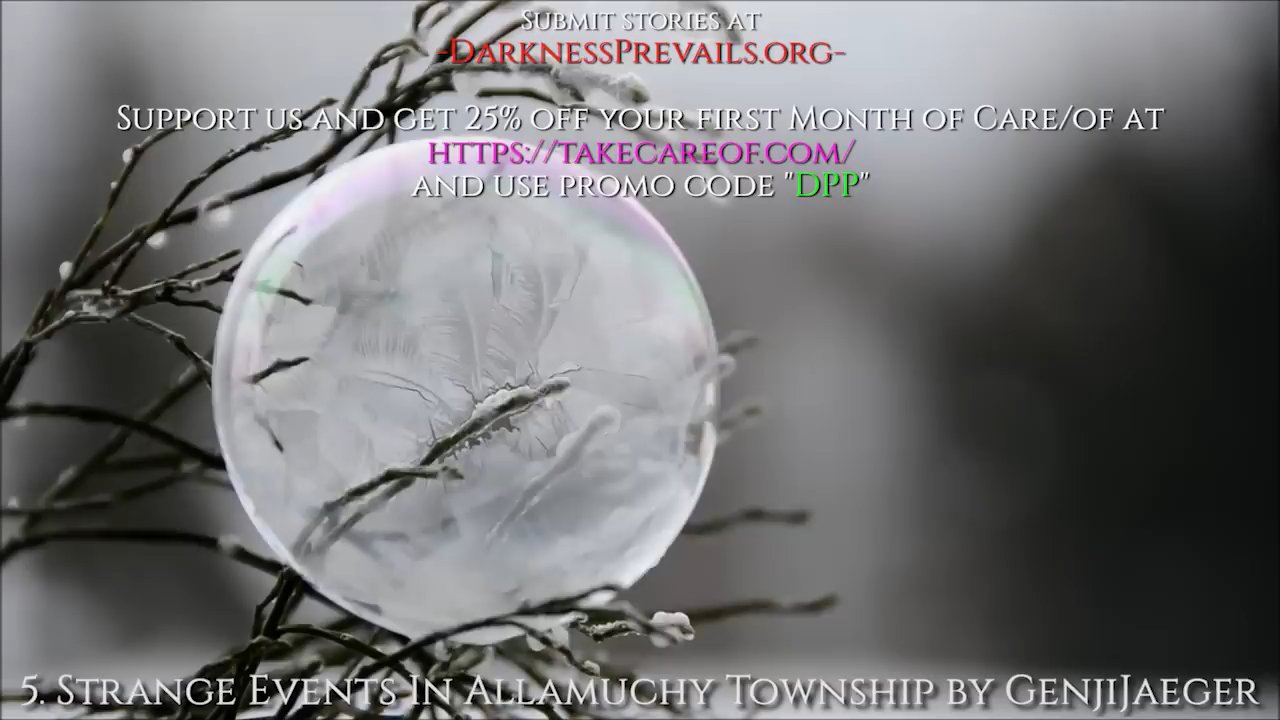 Submit stories at
-DarknessPrevails.org-
Support us and get 25% off your first Month of Care/of at
https://takecareof.com/
and use promo code "DPP"
5. Strange Events In Allamuchy Township by GenjiJaeger